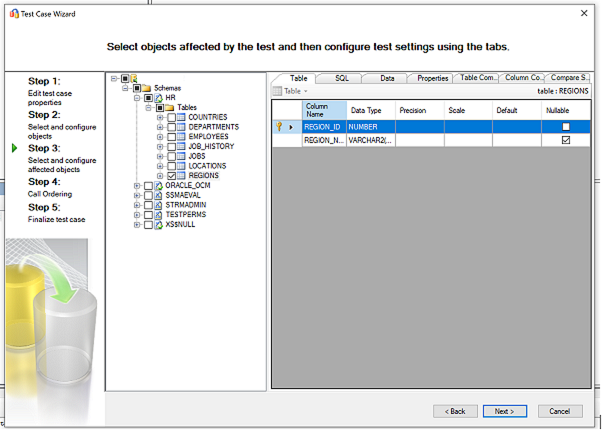 Test Case Wizard
Select objects affected by the test and then configure test settings using the tabs.
Step 1:
Edit test case
properties
Step 2:
Select and configure
objects
Step 3:
Select and configure
affected objects
Step 4:
Call Ordering
Step 5:
Finalize test case
Schemas
HR
Tables
COUNTRIES
DEPARTMENTS
EMPLOYEES
JOB_HISTORY
JOBS
LOCATIONS
REGIONS
ORACLE_OCM
SSMAEVAL
STRMADMIN
TESTPERMS
XS$NULL
Table SQL Data Properties Table Com... Column Co... Compare S...
Table table : REGIONS
Column Name Data Type Precision Scale Default Nullable
REGION_ID NUMBER
REGION_N... VARCHAR2(...
< Back Next > Cancel